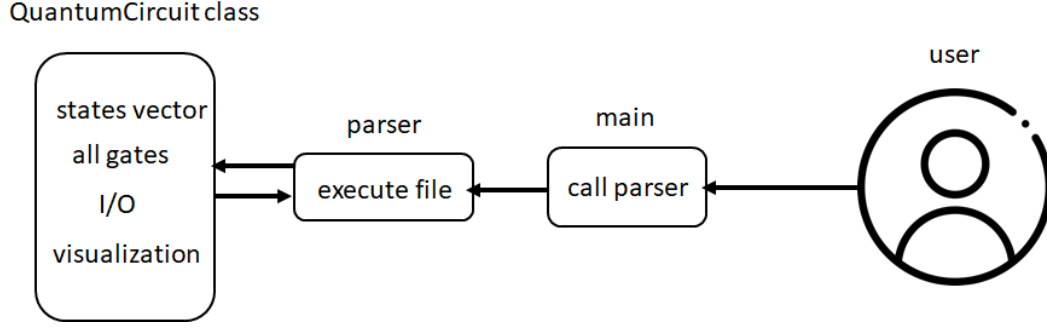 QuantumCircuit class
states vector
all gates
I/O
visualization
parser
execute file
main
call parser
user